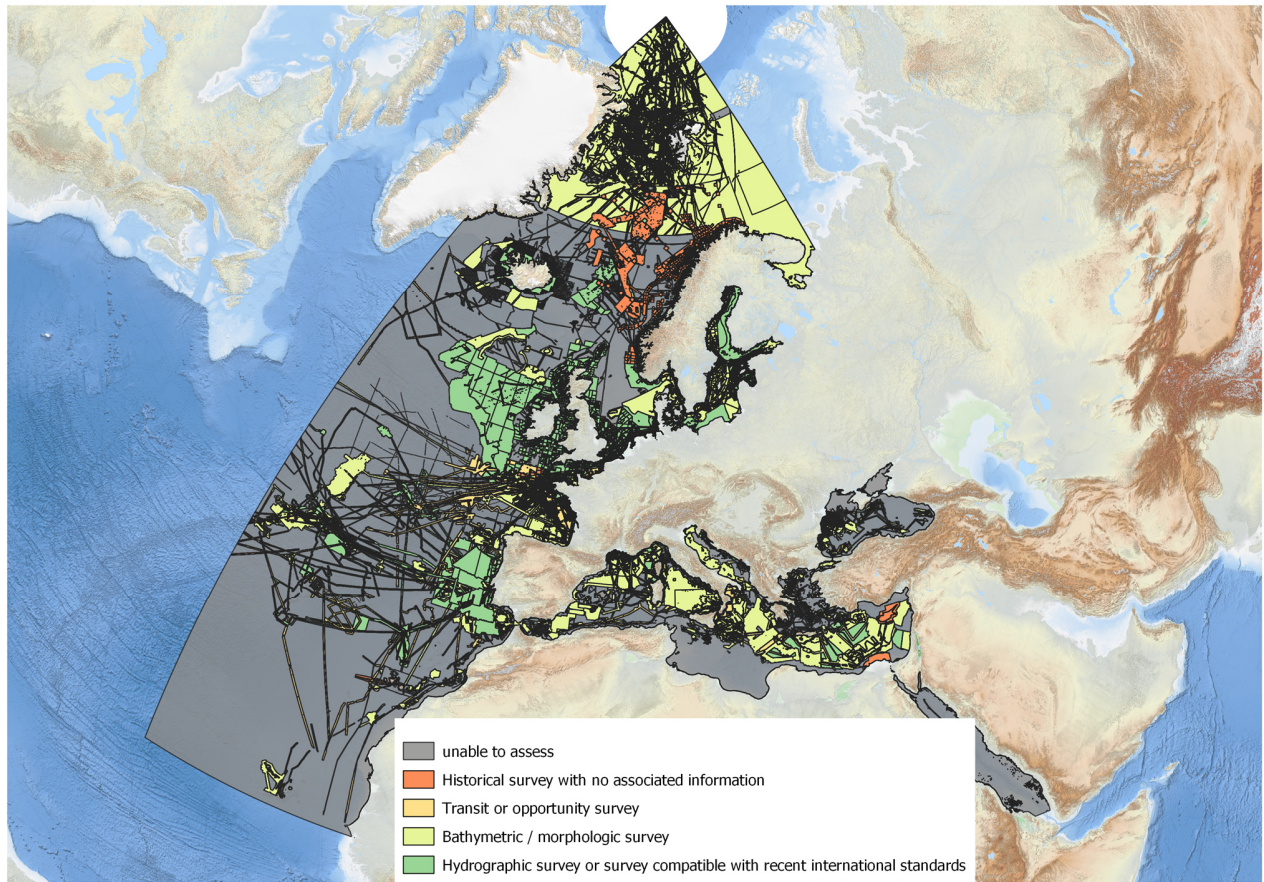 unable to assess
Historical survey with no associated information
Transit or opportunity survey
Bathymetric / morphologic survey
Hydrographic survey or survey compatible with recent international standards